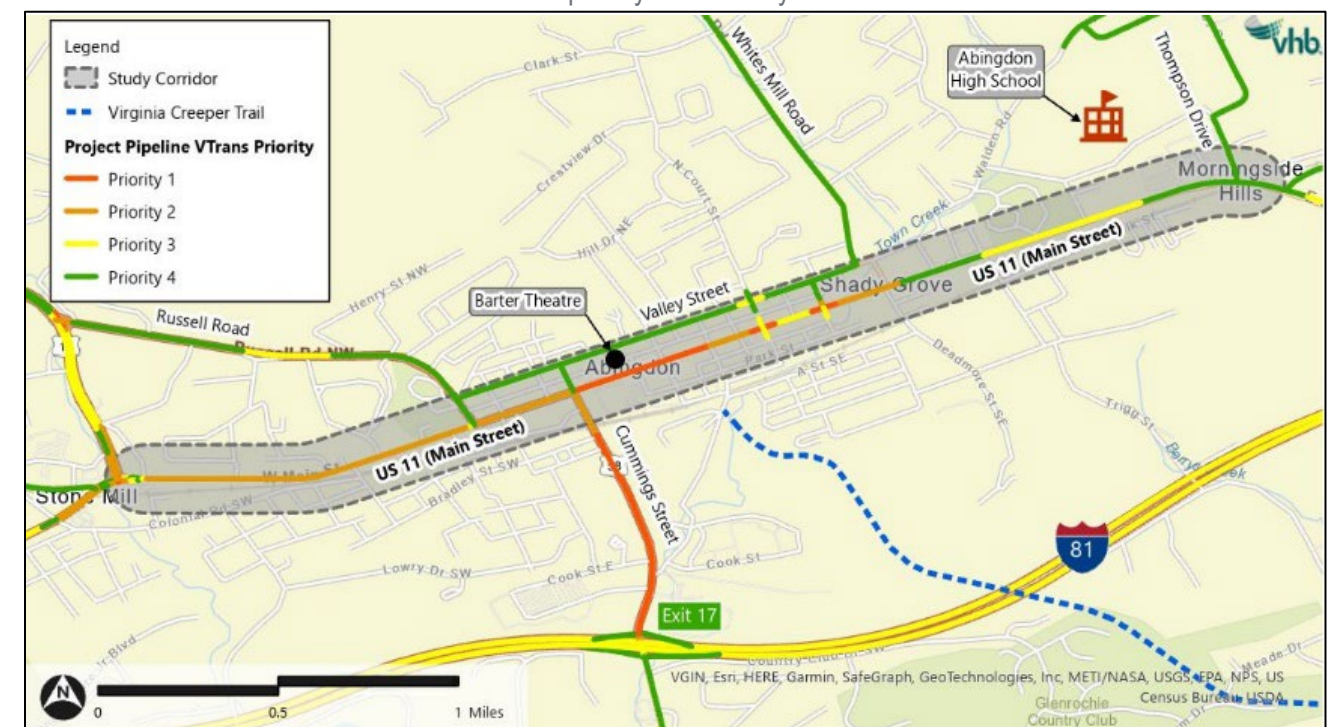 Legend
Study Corridor
Virginia Creeper Trail
Project Pipeline VTrans Priority
Priority 1
Priority 2
Priority 3
Priority 4
vhb
Clark St
Whites Mill Road
Abingdon
High School
Thompson Drive
Walden Rd
Crestview Dr
N Court St
Morningside
Hills
Town Creek
Hill Dr NE
Henry St NW
US 11 (Main Street)
Barter Theatre
Valley Street
Shady Grove
Russell Road
Russell Rd NW
Abingdon
Park St
A St SE
Deadmore St SE
Trigg St
US 11 (Main Street)
Cummings Street
W Main St
Bradley St SW
Stone Mill
Colonial Rd SW
81
Lowry Dr SW
Cook St E
Cook St
Exit 17
Country Club Dr SW
Meade Dr
VGIN, Esri, HERE, Garmin, SafeGraph, GeoTechnologies, Inc, METI/NASA, USGS, EPA, NPS, US
Census Bureau, USDA
Glenrochie
Country Club
N
0 0.5 1 Miles